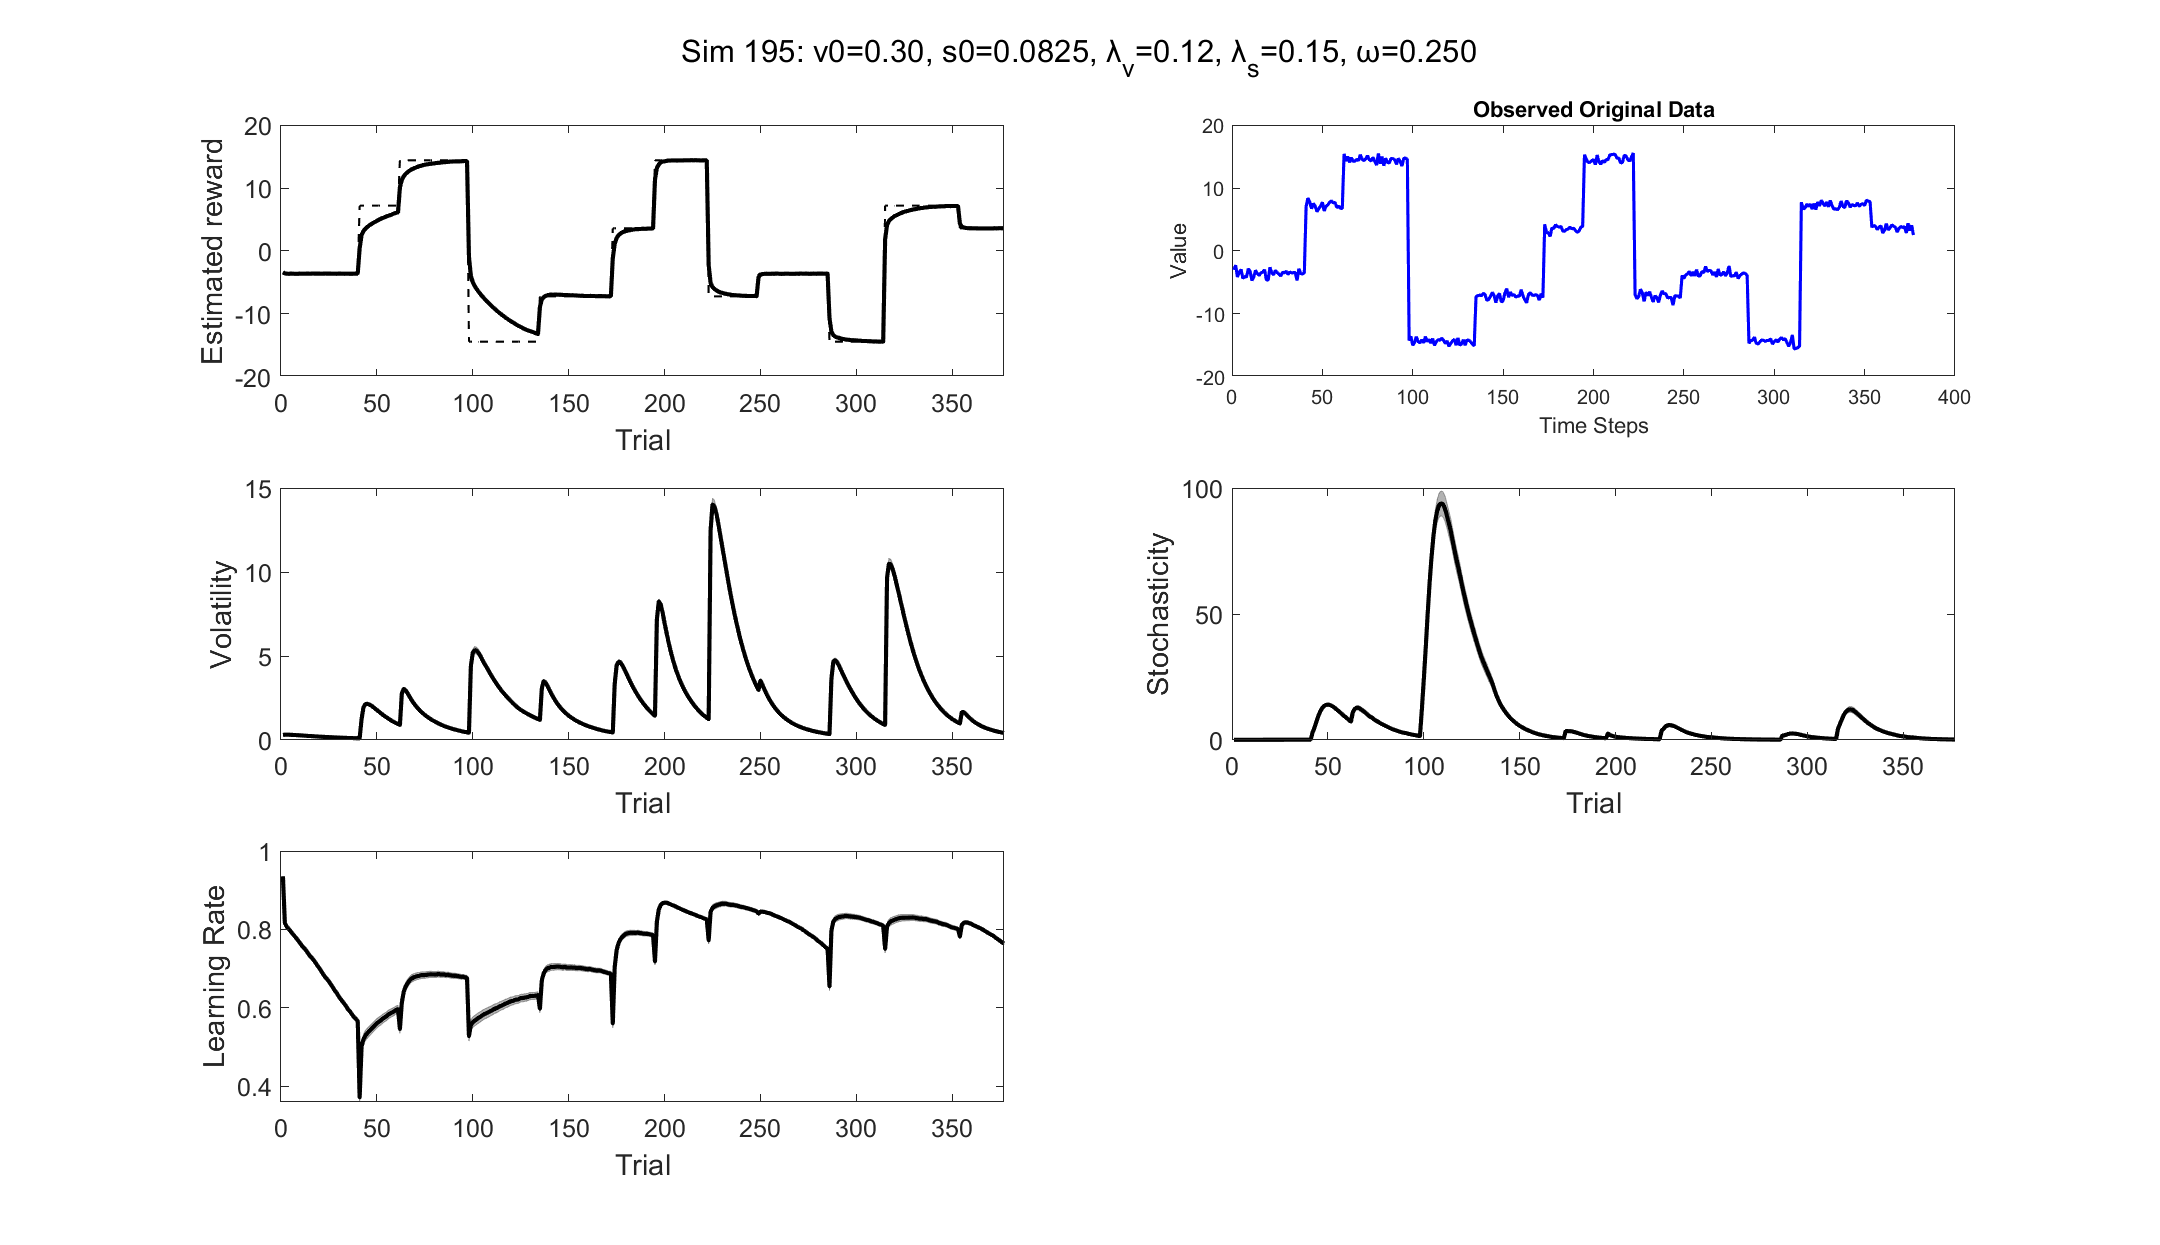 Sim 195: v0=0.30, s0=0.0825, λv=0.12, λs=0.15, ω=0.250
20
10
0
-10
-20
Estimated reward
0 50 100 150 200 250 300 350
Trial
Observed Original Data
20
10
0
-10
-20
Value
0 50 100 150 200 250 300 350 400
Time Steps
15
10
5
0
Volatility
0 50 100 150 200 250 300 350
Trial
100
50
0
Stochasticity
0 50 100 150 200 250 300 350
Trial
1
0.8
0.6
0.4
Learning Rate
0 50 100 150 200 250 300 350
Trial